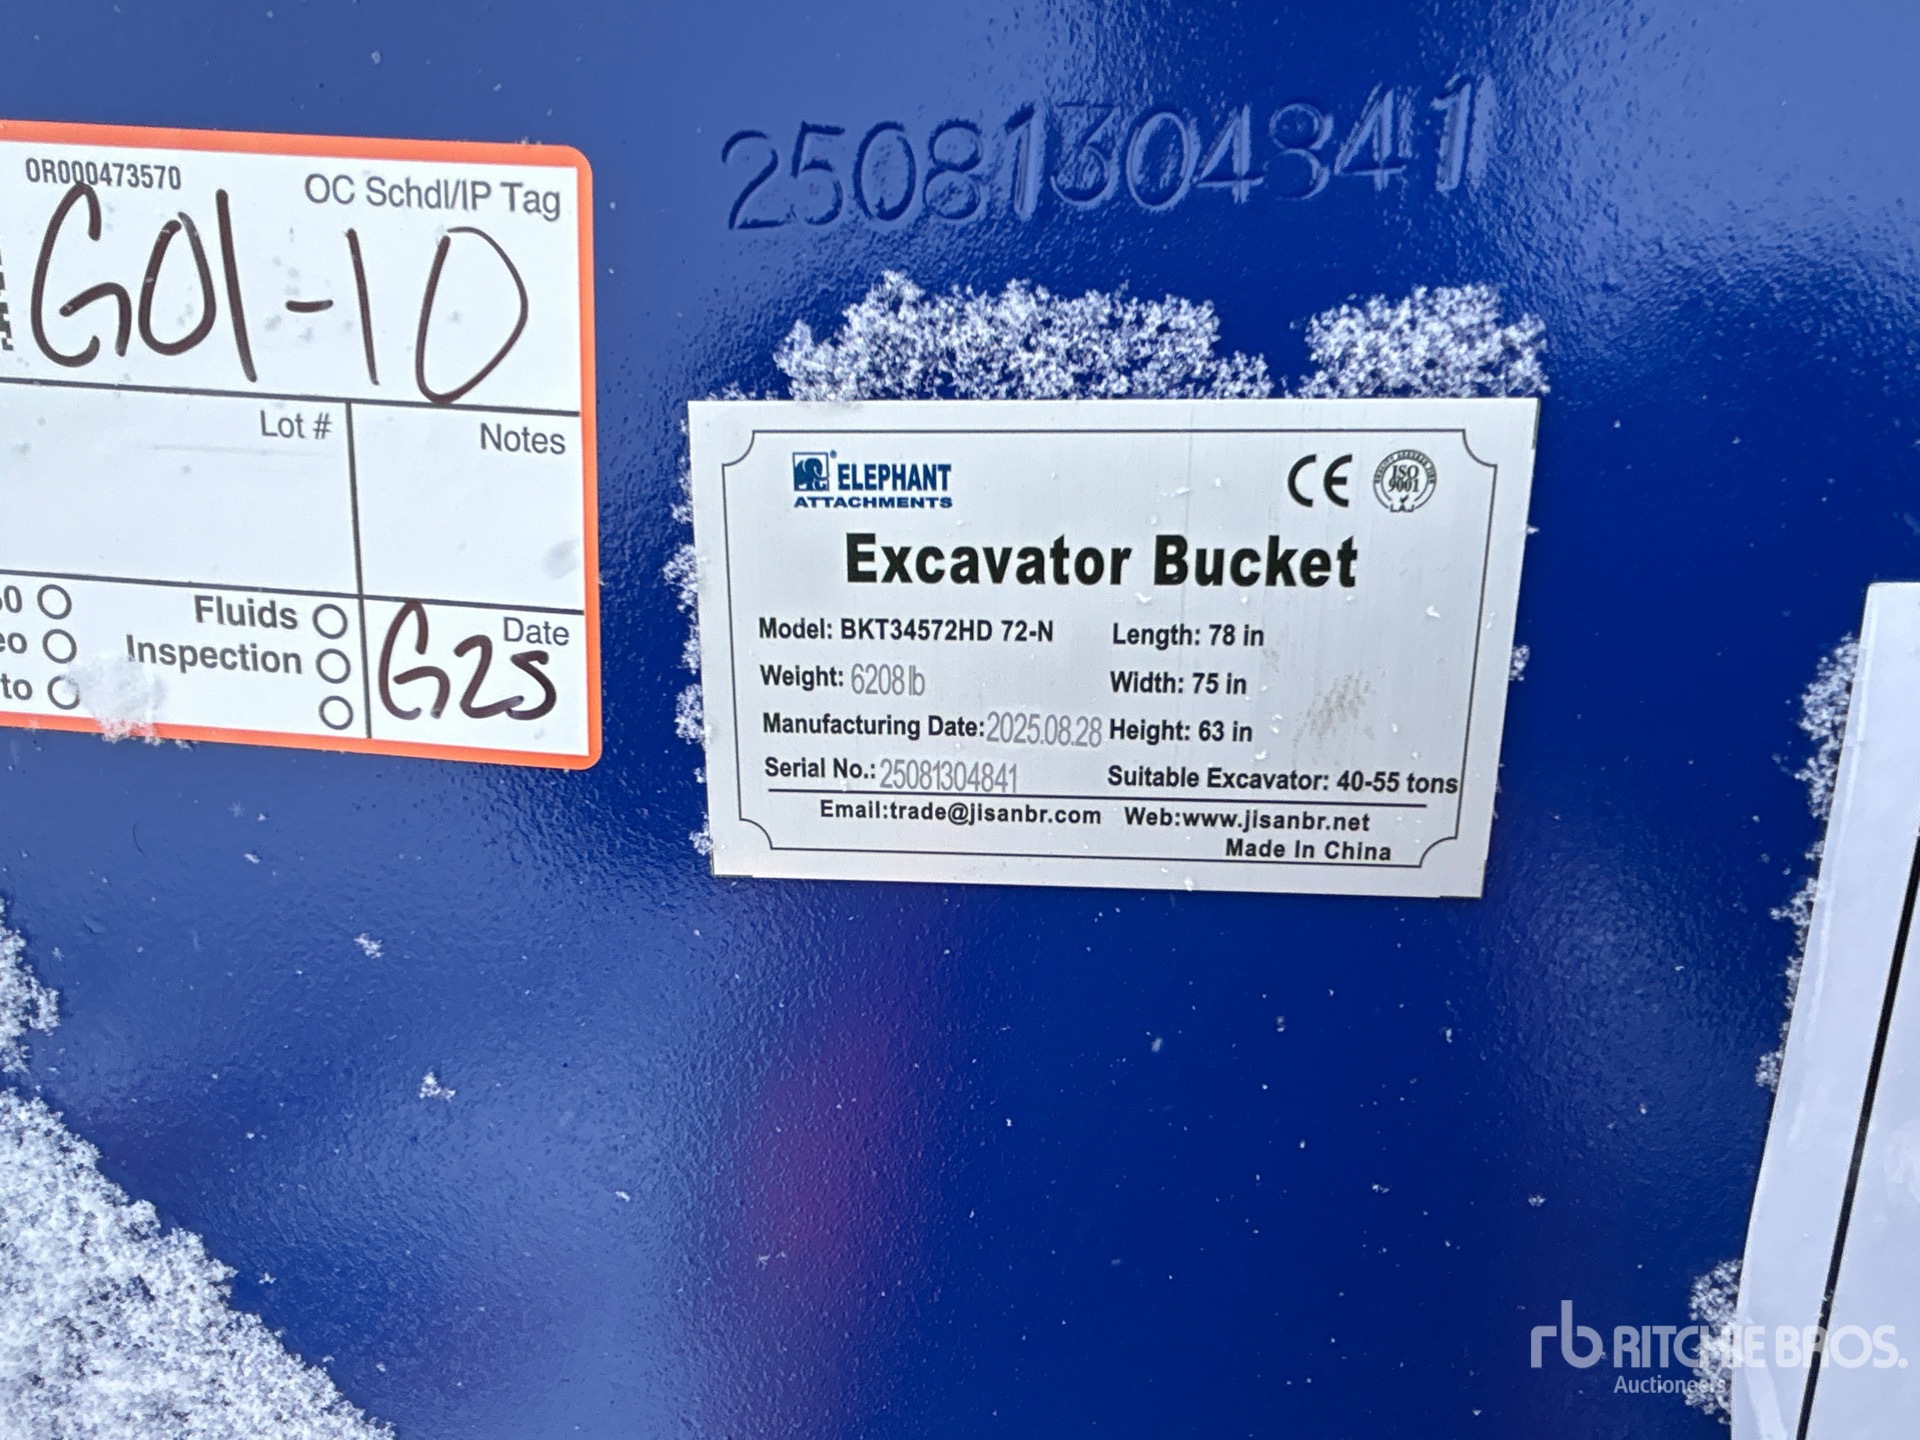 25081304841
OR000473570
OC Schdl/IP Tag
G01-10
Lot #
Notes
Fluids
Inspection
to
Date
G25
ELEPHANT
ATTACHMENTS
CE
ISO
9001
Excavator Bucket
Model: BKT34572HD 72-N
Length: 78 in
Weight: 6208lb
Width: 75 in
Manufacturing Date: 2025.08.28
Height: 63 in
Serial No.: 25081304841
Suitable Excavator: 40-55 tons
Email:trade@jisanbr.com Web:www.jisanbr.net
Made In China
rb RITCHIE BROS.
Auctioneers